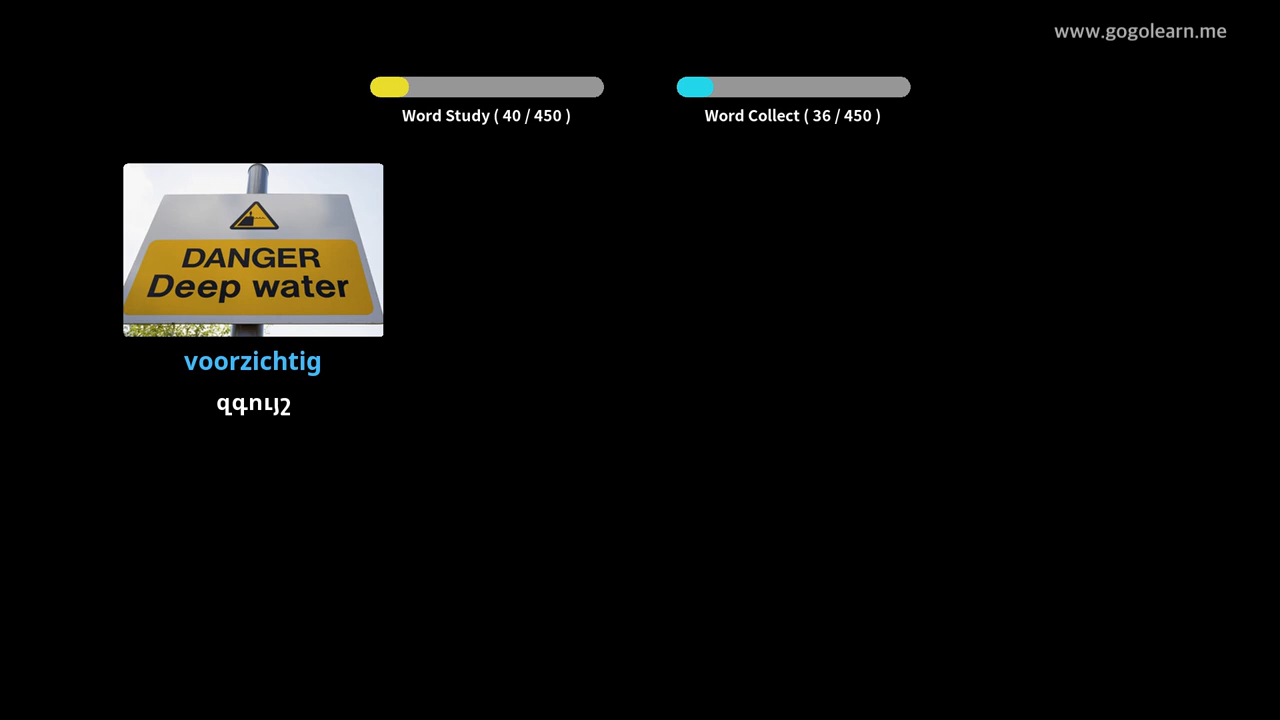 www.gogolearn.me
Word Study ( 40 / 450 )
Word Collect ( 36 / 450 )
DANGER
Deep water
voorzichtig
զգույշ